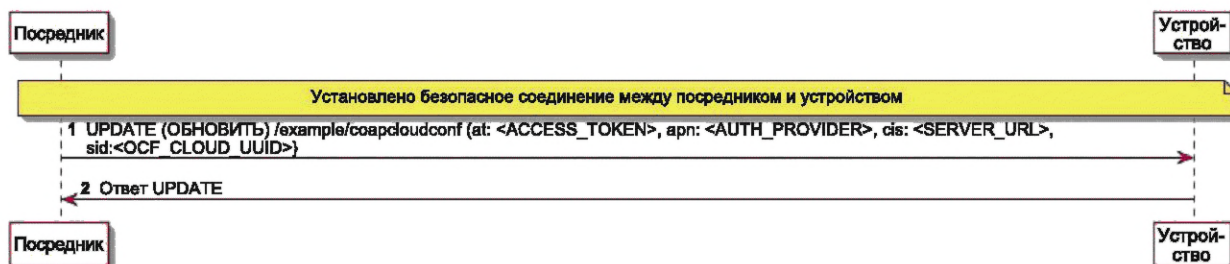 Посредник
Устрой-
ство
Установлено безопасное соединение между посредником и устройством
1 UPDATE (ОБНОВИТЬ) /example/coapcloudconf (at: <ACCESS_TOKEN>, apn: <AUTH_PROVIDER>, cis: <SERVER_URL>,
sid:<OCF_CLOUD_UUID>}
2 Ответ UPDATE
Посредник
Устрой-
ство